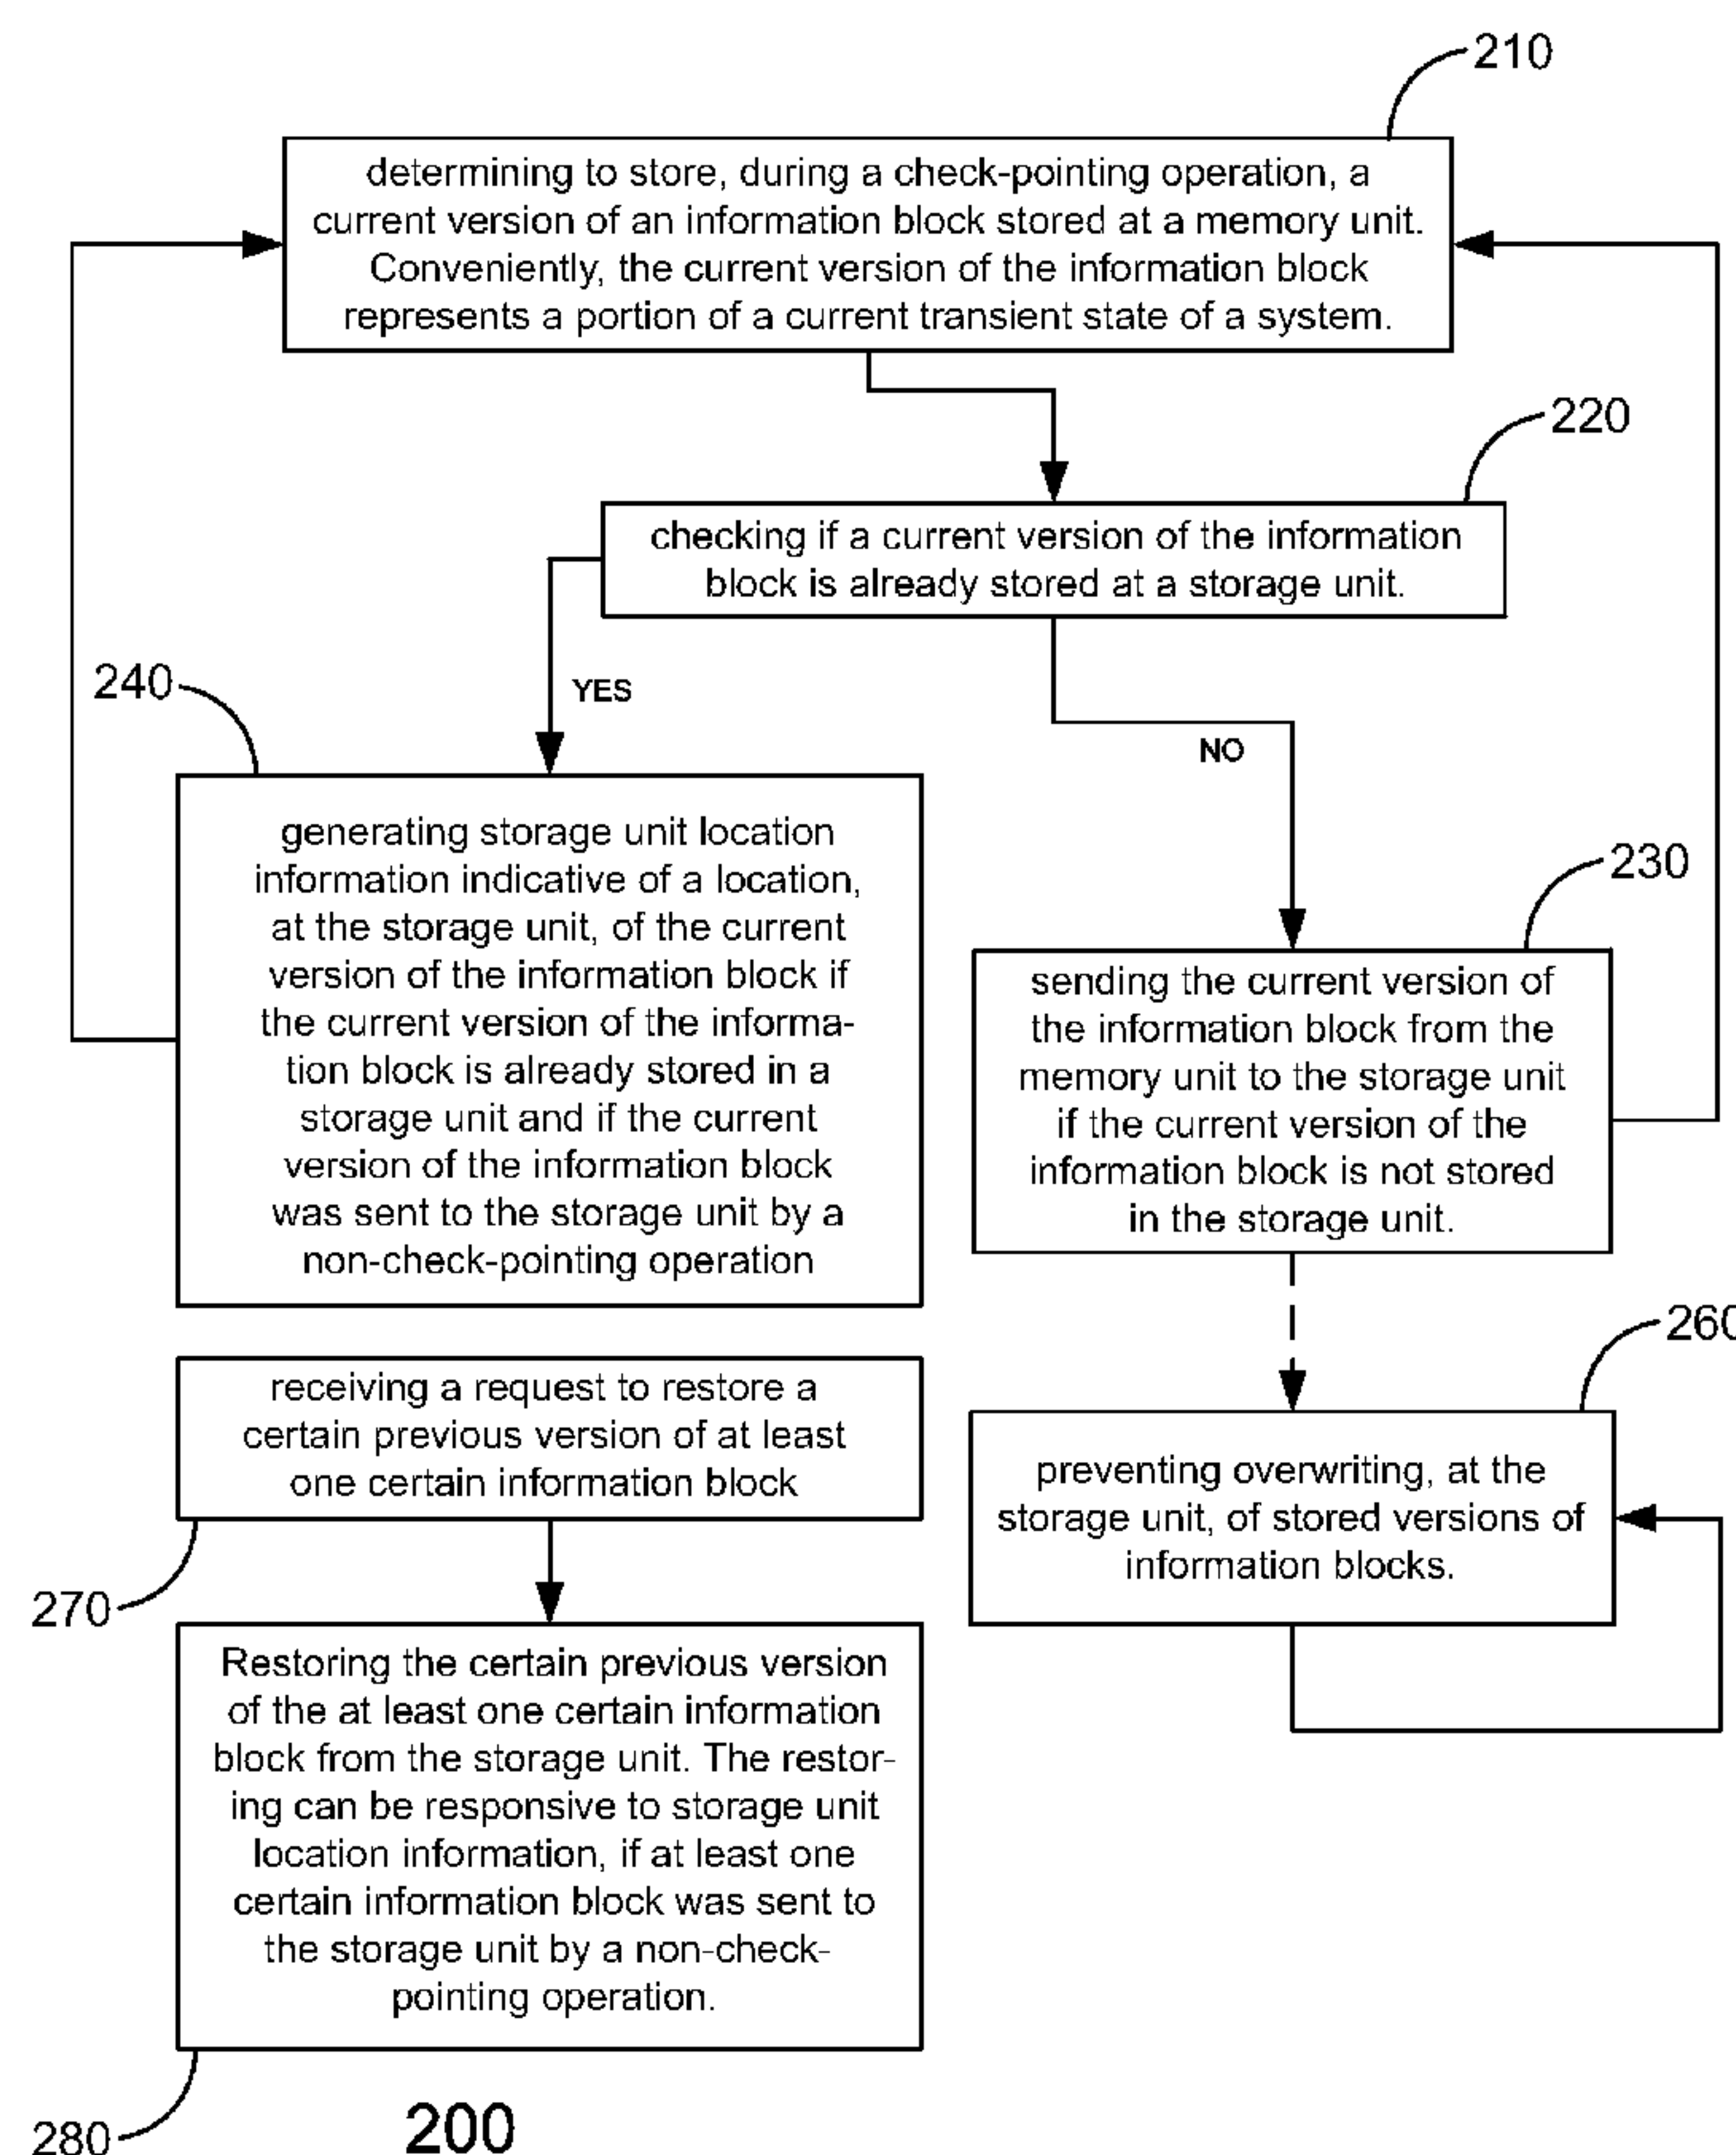 210
determining to store, during a check-pointing operation, a
current version of an information block stored at a memory unit.
Conveniently, the current version of the information block
represents a portion of a current transient state of a system.
220
checking if a current version of the information
block is already stored at a storage unit.
240
YES
NO
generating storage unit location
information indicative of a location,
at the storage unit, of the current
version of the information block if
the current version of the informa-
tion block is already stored in a
storage unit and if the current
version of the information block
was sent to the storage unit by a
non-check-pointing operation
230
sending the current version of
the information block from the
memory unit to the storage unit
if the current version of the
information block is not stored
in the storage unit.
260
preventing overwriting, at the
storage unit, of stored versions of
information blocks.
receiving a request to restore a
certain previous version of at least
one certain information block
270
Restoring the certain previous version
of the at least one certain information
block from the storage unit. The restor-
ing can be responsive to storage unit
location information, if at least one
certain information block was sent to
the storage unit by a non-check-
pointing operation.
280
200